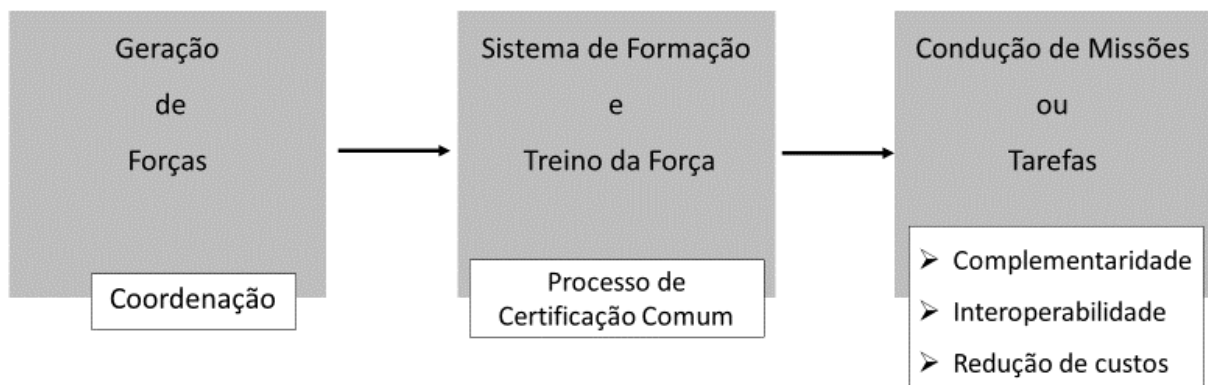 Geração
de
Forças
Coordenação
Sistema de Formação
e
Treino da Força
Processo de
Certificação Comum
Condução de Missões
ou
Tarefas
➢ Complementaridade
➢ Interoperabilidade
➢ Redução de custos